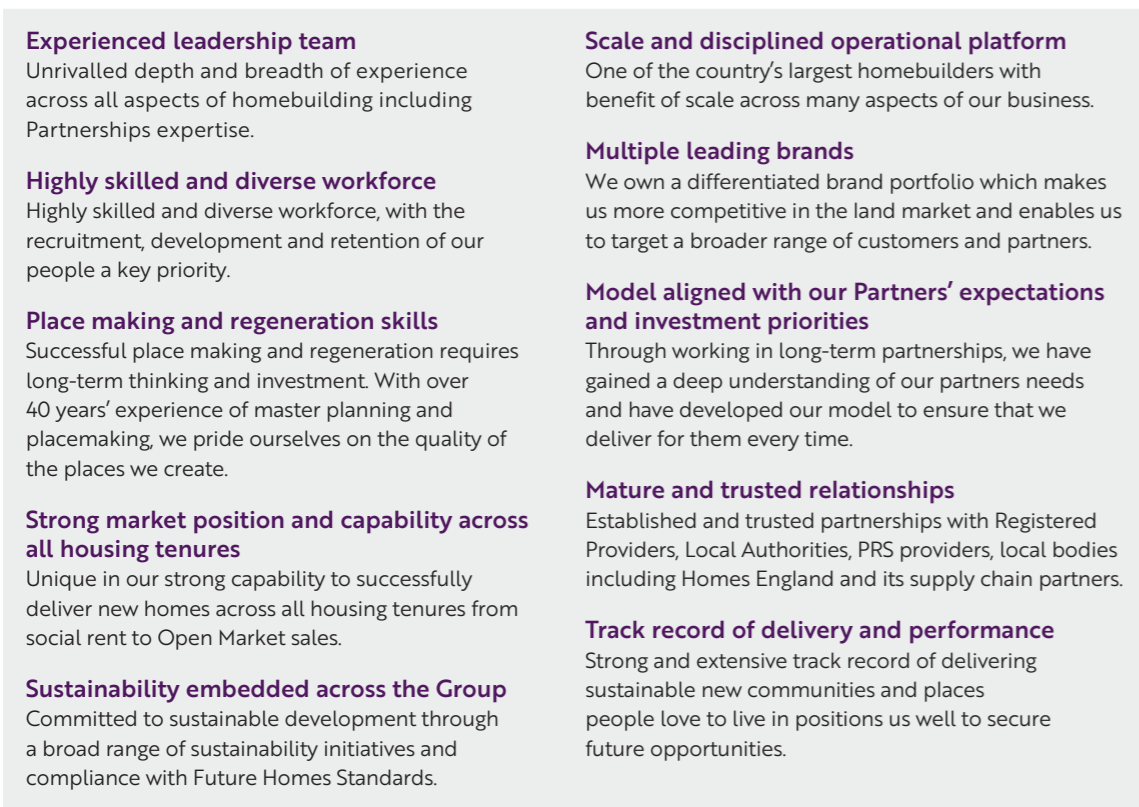 Experienced leadership team
Unrivalled depth and breadth of experience
across all aspects of homebuilding including
Partnerships expertise.
Highly skilled and diverse workforce
Highly skilled and diverse workforce, with the
recruitment, development and retention of our
people a key priority.
Place making and regeneration skills
Successful place making and regeneration requires
long-term thinking and investment. With over
40 years’ experience of master planning and
placemaking, we pride ourselves on the quality of
the places we create.
Strong market position and capability across
all housing tenures
Unique in our strong capability to successfully
deliver new homes across all housing tenures from
social rent to Open Market sales.
Sustainability embedded across the Group
Committed to sustainable development through
a broad range of sustainability initiatives and
compliance with Future Homes Standards.
Scale and disciplined operational platform
One of the country’s largest homebuilders with
benefit of scale across many aspects of our business.
Multiple leading brands
We own a differentiated brand portfolio which makes
us more competitive in the land market and enables us
to target a broader range of customers and partners.
Model aligned with our Partners’ expectations
and investment priorities
Through working in long-term partnerships, we have
gained a deep understanding of our partners needs
and have developed our model to ensure that we
deliver for them every time.
Mature and trusted relationships
Established and trusted partnerships with Registered
Providers, Local Authorities, PRS providers, local bodies
including Homes England and its supply chain partners.
Track record of delivery and performance
Strong and extensive track record of delivering
sustainable new communities and places
people love to live in positions us well to secure
future opportunities.